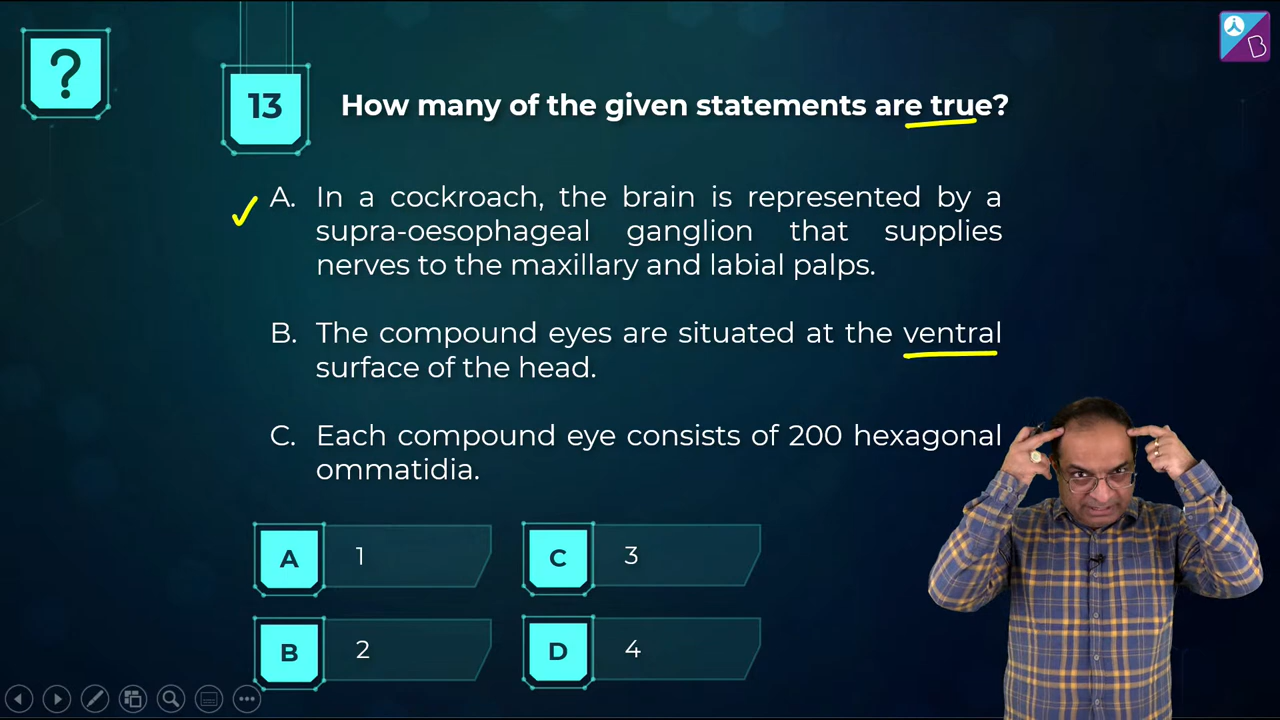 ?
B
13
How many of the given statements are true?
A. In a cockroach, the brain is represented by a
supra-oesophageal ganglion that supplies
nerves to the maxillary and labial palps.
B. The compound eyes are situated at the ventral
surface of the head.
C. Each compound eye consists of 200 hexagonal
ommatidia.
A 1
C 3
B 2
D 4